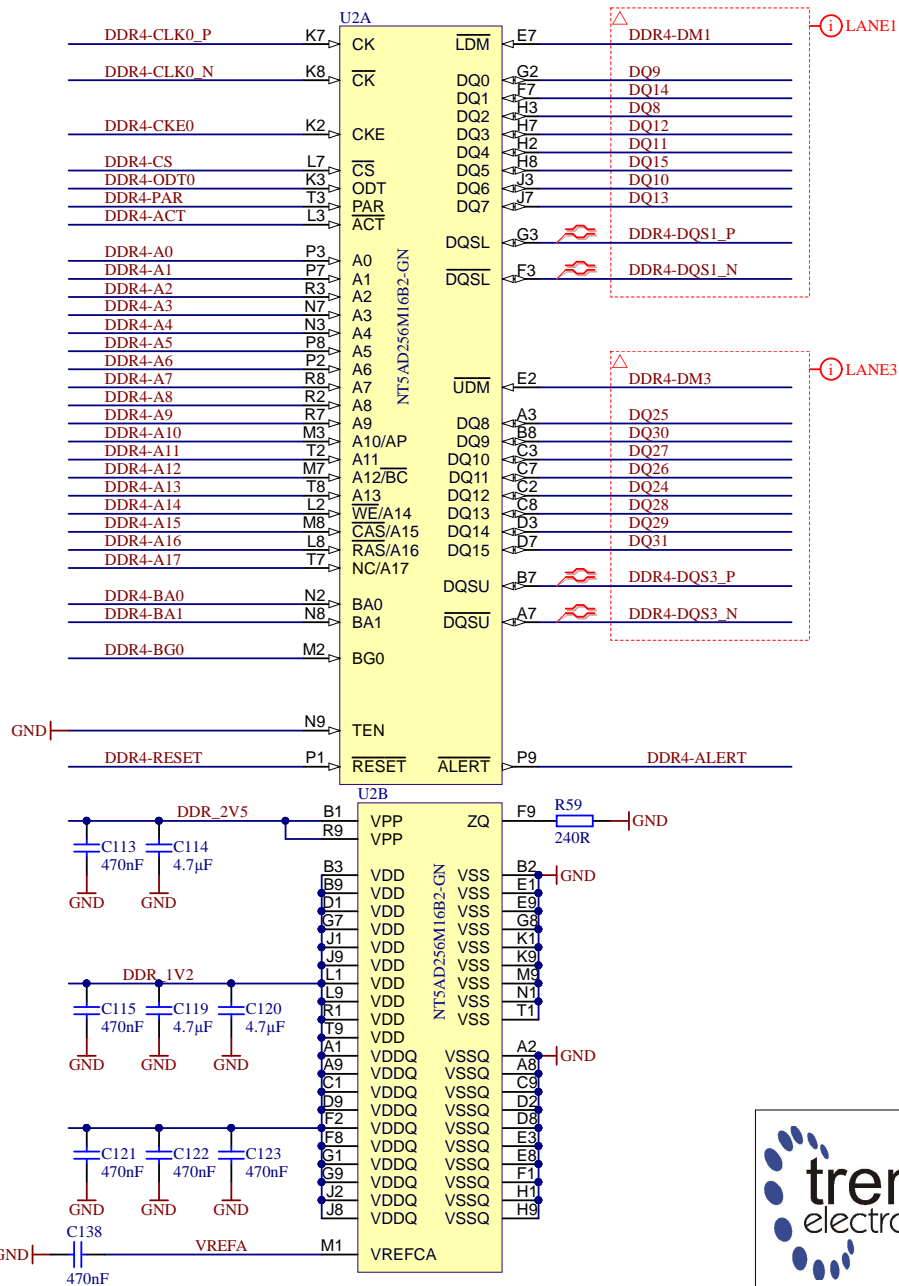 U2A
DDR4-CLK0_P K7 CK LDM E7 DDR4-DM1 LANE1
DDR4-CLK0_N K8 CK DQ0 G2 DQ9
DQ1 F7 DQ14
DQ2 H3 DQ8
DDR4-CKE0 K2 CKE DQ3 H7 DQ12
DQ4 H2 DQ11
DDR4-CS L7 CS DQ5 H8 DQ15
DDR4-ODT0 K3 ODT DQ6 J3 DQ10
DDR4-PAR T3 PAR DQ7 J7 DQ13
DDR4-ACT L3 ACT
DQSL G3 DDR4-DQS1_P
DDR4-A0 P3 A0
DDR4-A1 P7 A1 DQSL F3 DDR4-DQS1_N
DDR4-A2 R3 A2
DDR4-A3 N7 A3
DDR4-A4 N3 A4
DDR4-A5 P8 A5
DDR4-A6 P2 A6 LANE3
DDR4-A7 R8 A7 UDM E2 DDR4-DM3
DDR4-A8 R2 A8
DDR4-A9 R7 A9 DQ8 A3 DQ25
DDR4-A10 M3 A10/AP DQ9 B8 DQ30
DDR4-A11 T2 A11 DQ10 C3 DQ27
DDR4-A12 M7 A12/BC DQ11 C7 DQ26
DDR4-A13 T8 A13 DQ12 C2 DQ24
DDR4-A14 L2 WE/A14 DQ13 C8 DQ28
DDR4-A15 M8 CAS/A15 DQ14 D3 DQ29
DDR4-A16 L8 RAS/A16 DQ15 D7 DQ31
DDR4-A17 T7 NC/A17
DQSU B7 DDR4-DQS3_P
DDR4-BA0 N2 BA0
DDR4-BA1 N8 BA1 DQSU A7 DDR4-DQS3_N
DDR4-BG0 M2 BG0
NT5AD256M16B2-GN
GND N9 TEN
DDR4-RESET P1 RESET ALERT P9 DDR4-ALERT
U2B
DDR_2V5 B1 VPP ZQ F9 R59 240R GND
R9 VPP
C113 470nF GND
C114 4.7µF GND
NT5AD256M16B2-GN
B3 VDD VSS B2 GND
B9 VDD VSS E1
D1 VDD VSS E9
G7 VDD VSS G8
J1 VDD VSS K1
J9 VDD VSS K9
DDR_1V2 L1 VDD VSS M9
L9 VDD VSS N1
R1 VDD VSS T1
T9 VDD
C115 470nF GND
C119 4.7µF GND
C120 4.7µF GND
A1 VDDQ VSSQ A2 GND
A9 VDDQ VSSQ A8
C1 VDDQ VSSQ C9
D9 VDDQ VSSQ D2
F2 VDDQ VSSQ D8
F8 VDDQ VSSQ E3
G1 VDDQ VSSQ E8
G9 VDDQ VSSQ F1
J2 VDDQ VSSQ H1
J8 VDDQ VSSQ H9
C121 470nF GND
C122 470nF GND
C123 470nF GND
GND C138 470nF VREFA M1 VREFCA